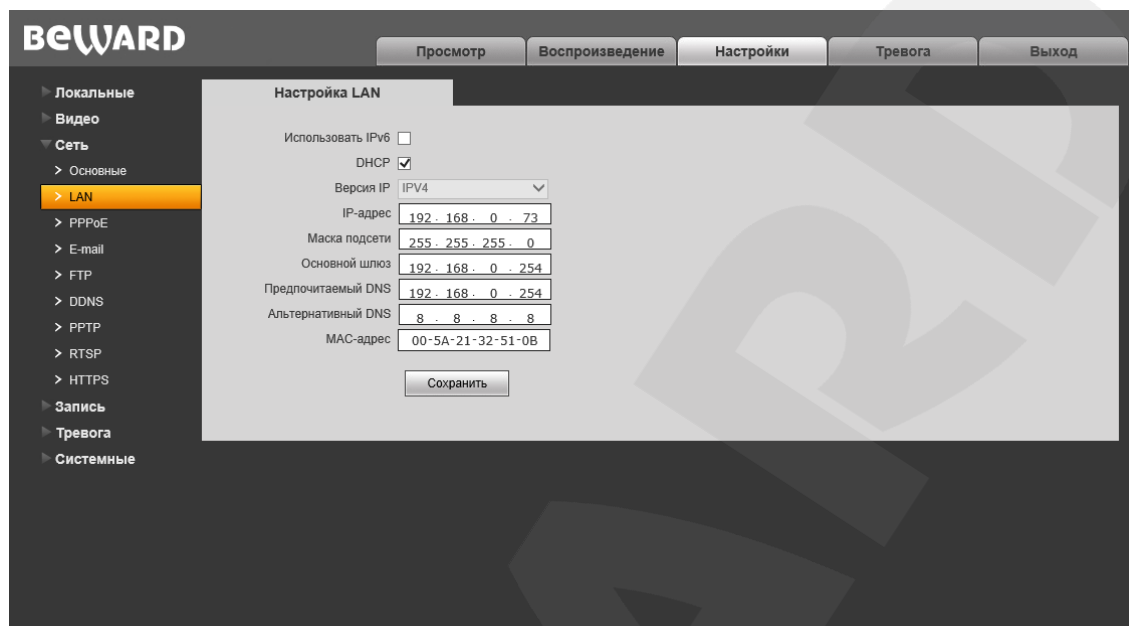 BEWARD
Просмотр
Воспроизведение
Настройки
Тревога
Выход
Локальные
Видео
Сеть
Основные
LAN
PPPoE
E-mail
FTP
DDNS
PPTP
RTSP
HTTPS
Запись
Тревога
Системные
Настройка LAN
Использовать IPv6
DHCP
Версия IP IPV4
IP-адрес 192 . 168 . 0 . 73
Маска подсети 255 . 255 . 255 . 0
Основной шлюз 192 . 168 . 0 . 254
Предпочитаемый DNS 192 . 168 . 0 . 254
Альтернативный DNS 8 . 8 . 8 . 8
MAC-адрес 00-5A-21-32-51-0B
Сохранить